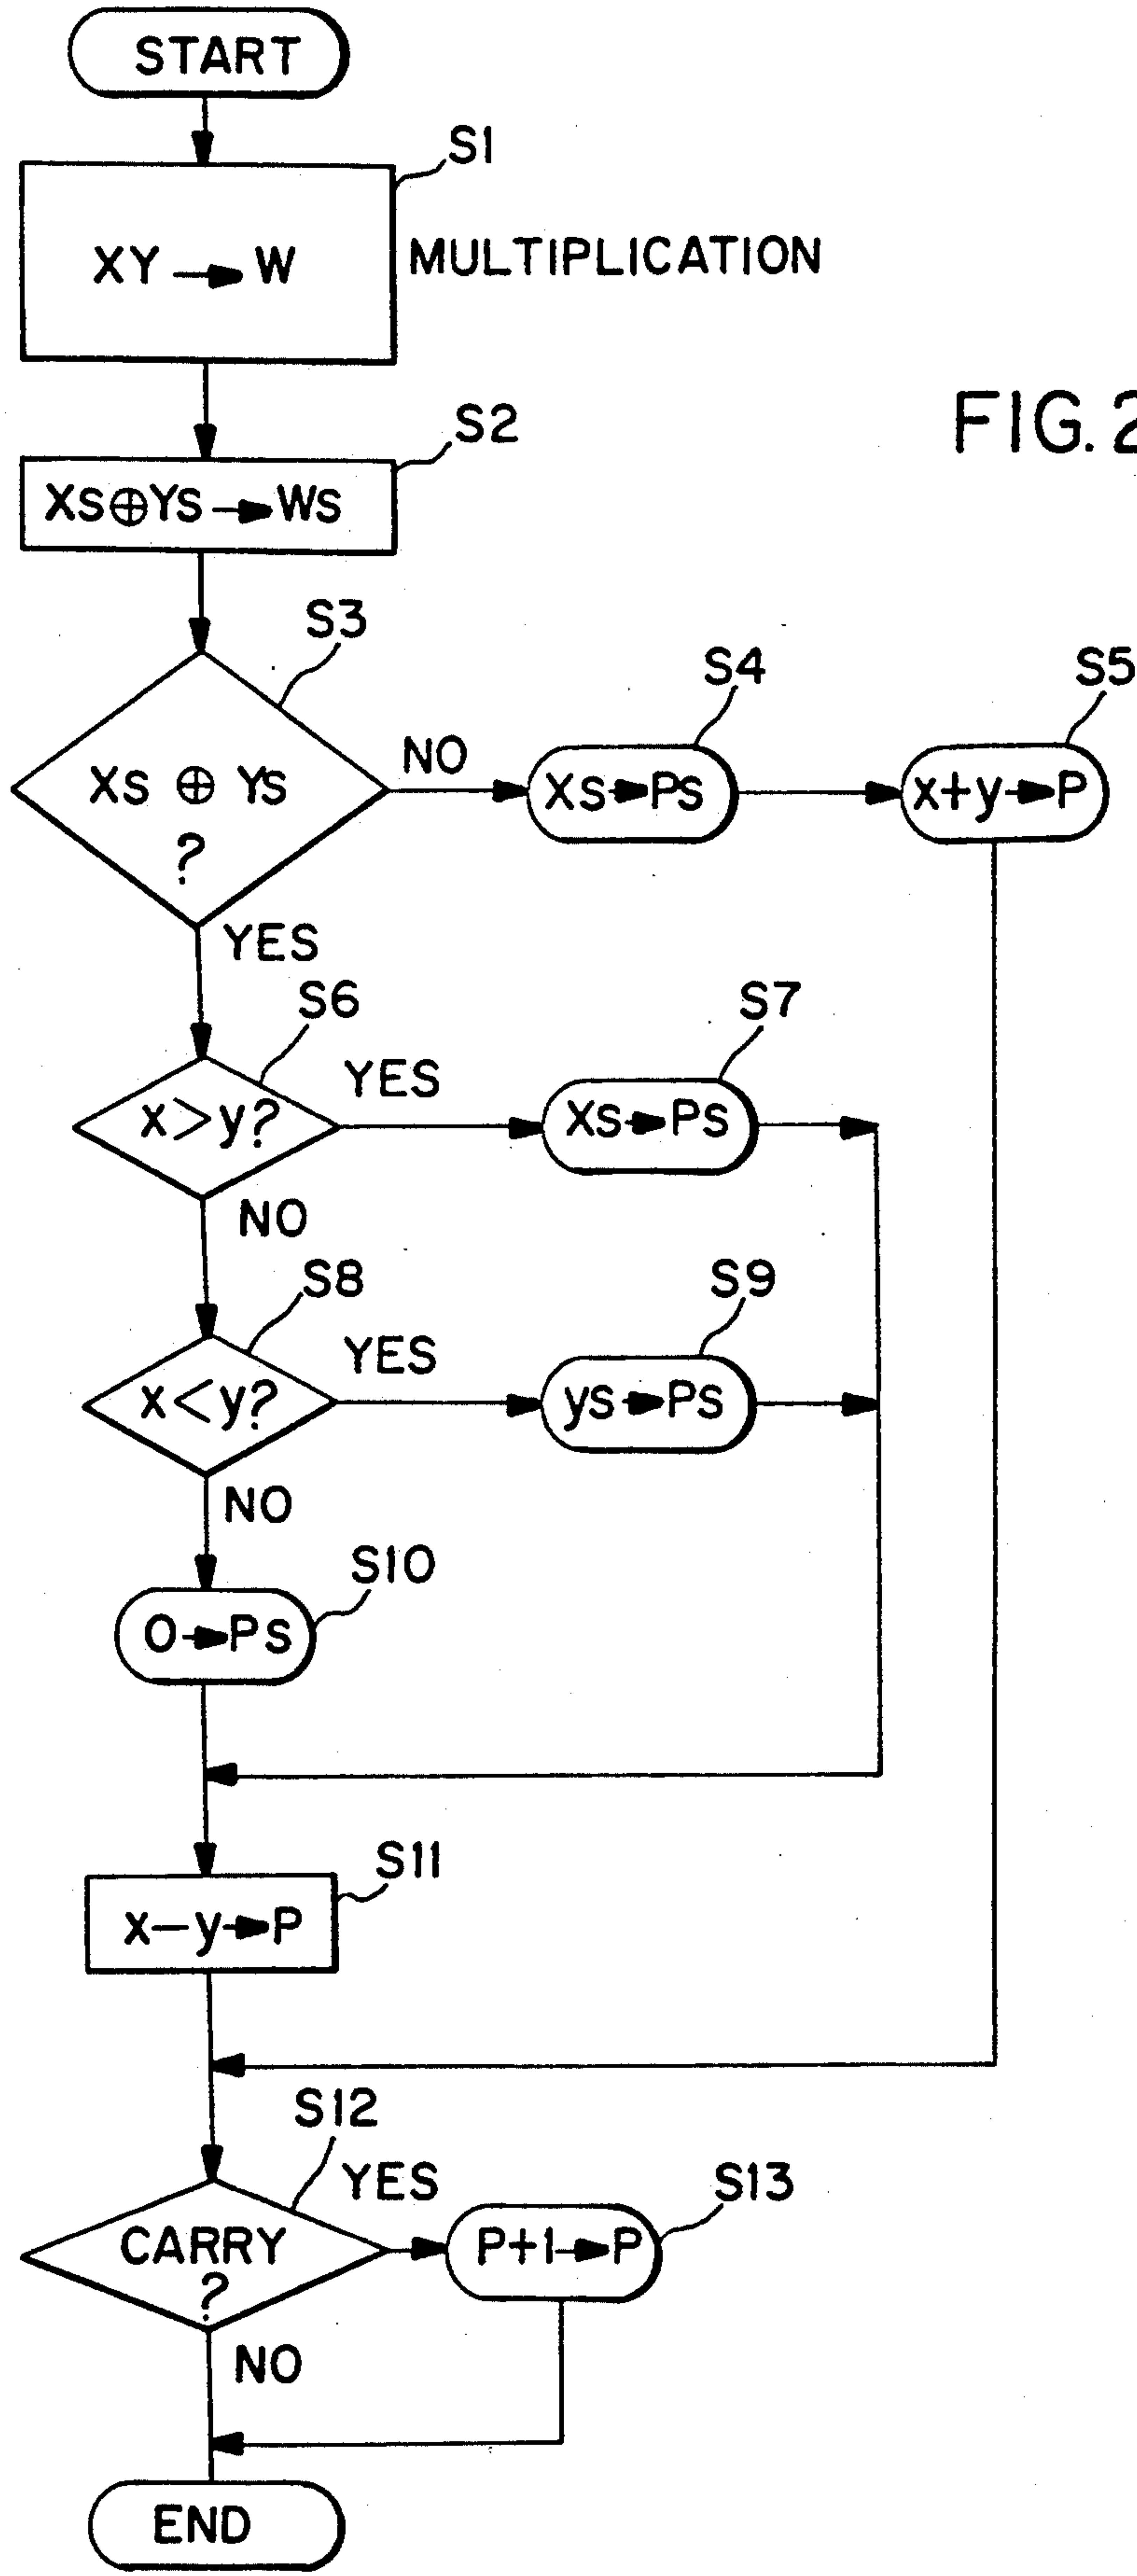 START
S1
XY → W
MULTIPLICATION
FIG. 2
S2
Xs⊕Ys → Ws
S3
Xs ⊕ Ys
?
NO
S4
Xs → Ps
S5
x+y → P
YES
S6
x>y?
YES
S7
Xs → Ps
NO
S8
x<y?
YES
S9
ys → Ps
NO
S10
0 → Ps
S11
x−y → P
S12
CARRY
?
YES
S13
P+1 → P
NO
END